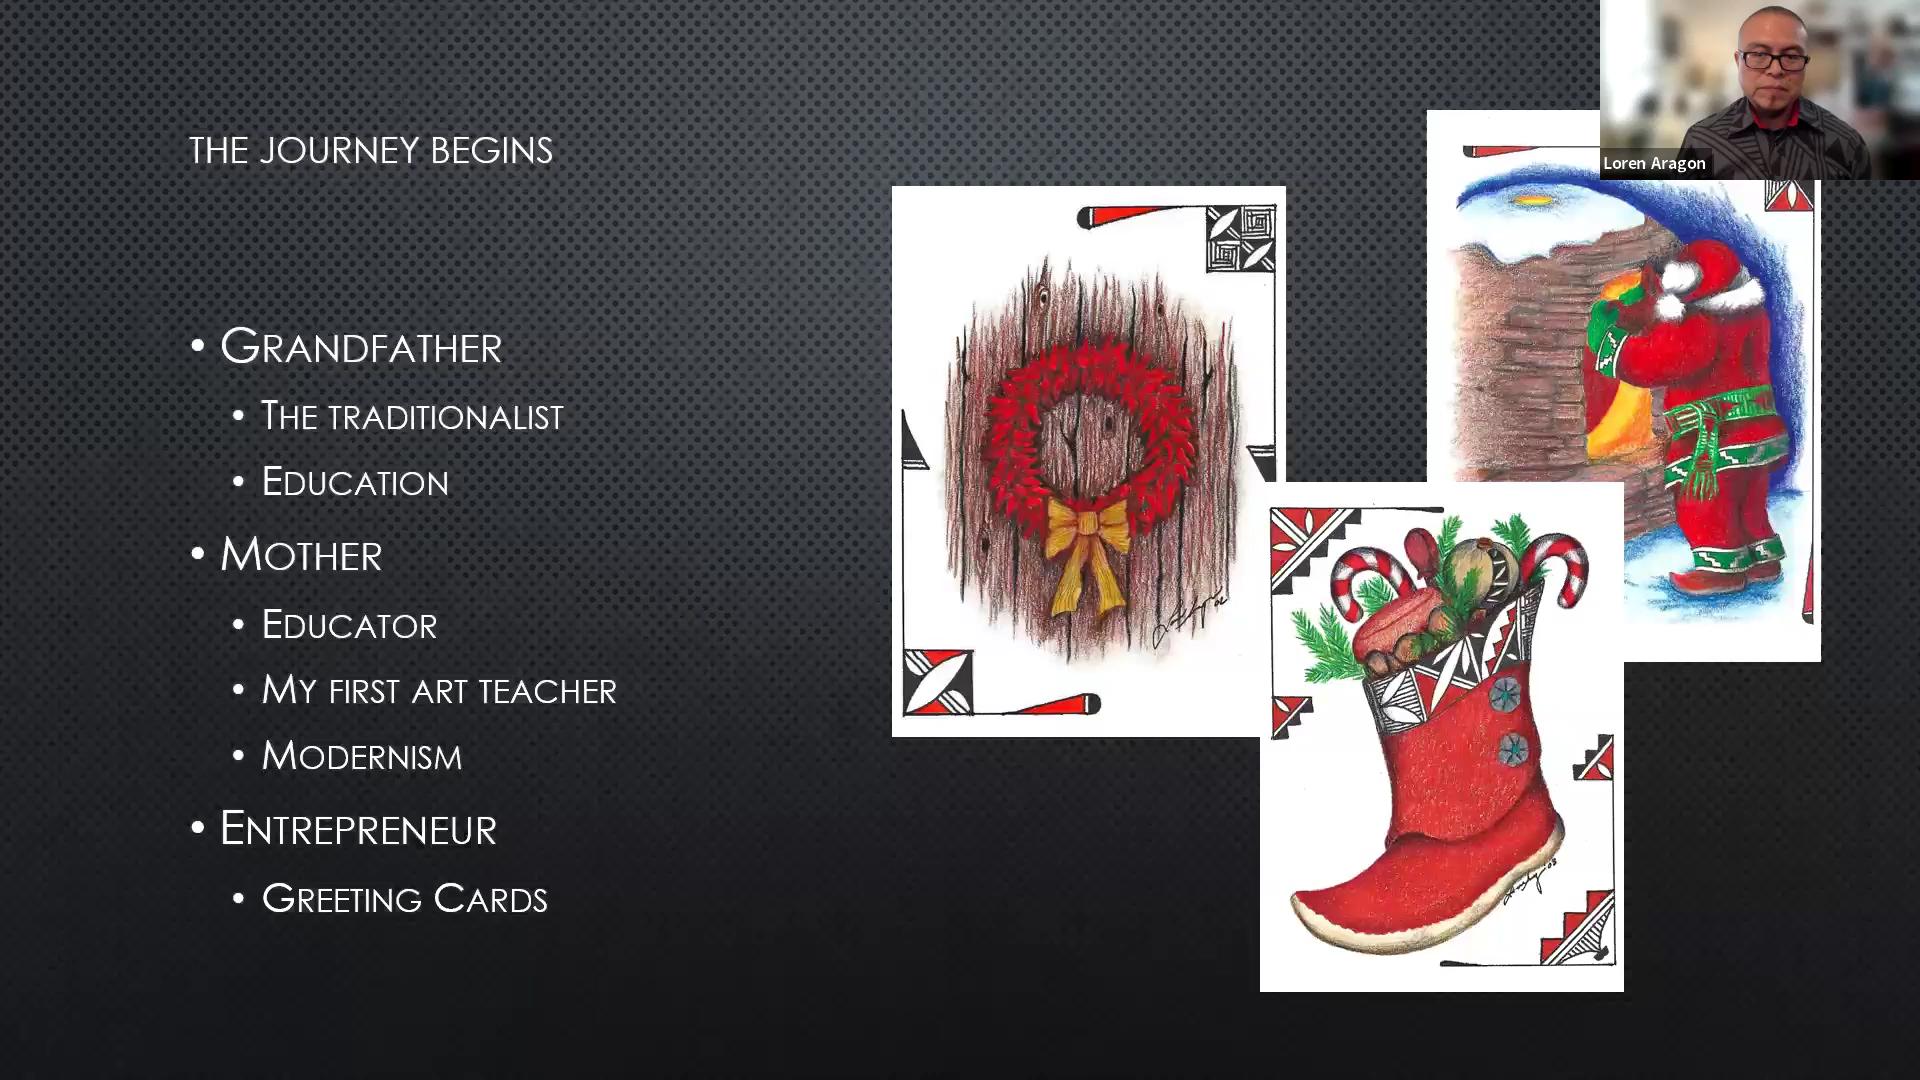 THE JOURNEY BEGINS
• GRANDFATHER
• THE TRADITIONALIST
• EDUCATION
• MOTHER
• EDUCATOR
• MY FIRST ART TEACHER
• MODERNISM
• ENTREPRENEUR
• GREETING CARDS
Loren Aragon